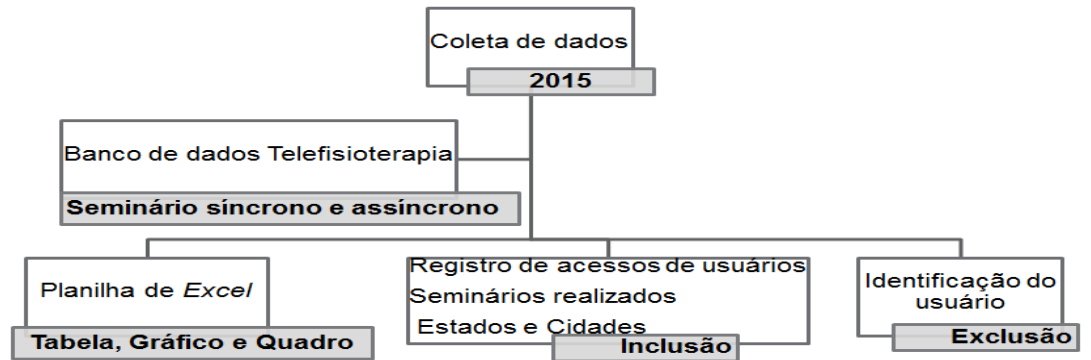 Coleta de dados
2015
Banco de dados Telefisioterapia
Seminário síncrono e assíncrono
Planilha de Excel
Tabela, Gráfico e Quadro
Registro de acessos de usuários
Seminários realizados
Estados e Cidades
Inclusão
Identificação do
usuário
Exclusão